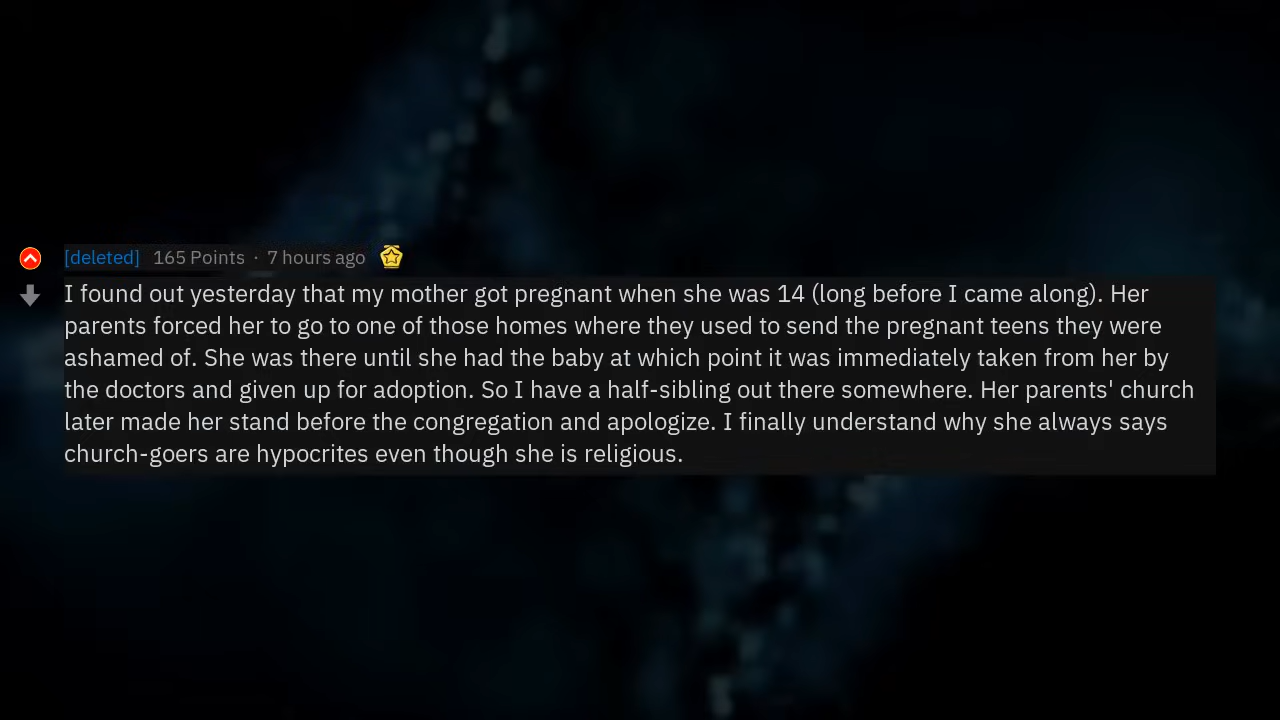 [deleted] 165 Points · 7 hours ago
I found out yesterday that my mother got pregnant when she was 14 (long before I came along). Her
parents forced her to go to one of those homes where they used to send the pregnant teens they were
ashamed of. She was there until she had the baby at which point it was immediately taken from her by
the doctors and given up for adoption. So I have a half-sibling out there somewhere. Her parents' church
later made her stand before the congregation and apologize. I finally understand why she always says
church-goers are hypocrites even though she is religious.